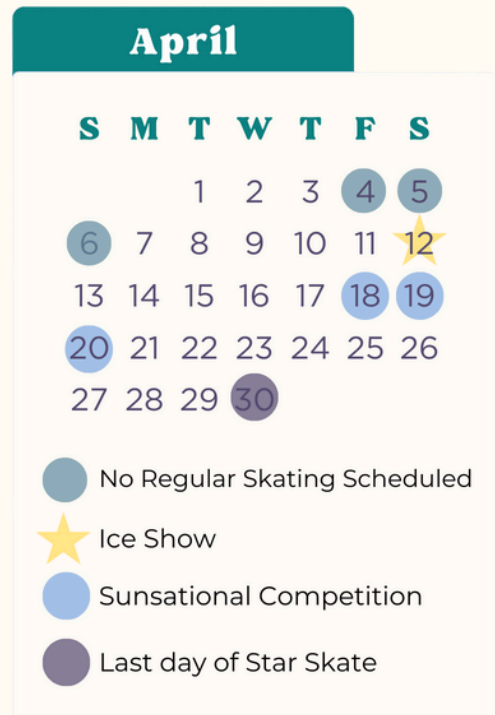 April
S M T W T F S
1 2 3 4 5
6 7 8 9 10 11 12
13 14 15 16 17 18 19
20 21 22 23 24 25 26
27 28 29 30
No Regular Skating Scheduled
Ice Show
Sunsational Competition
Last day of Star Skate